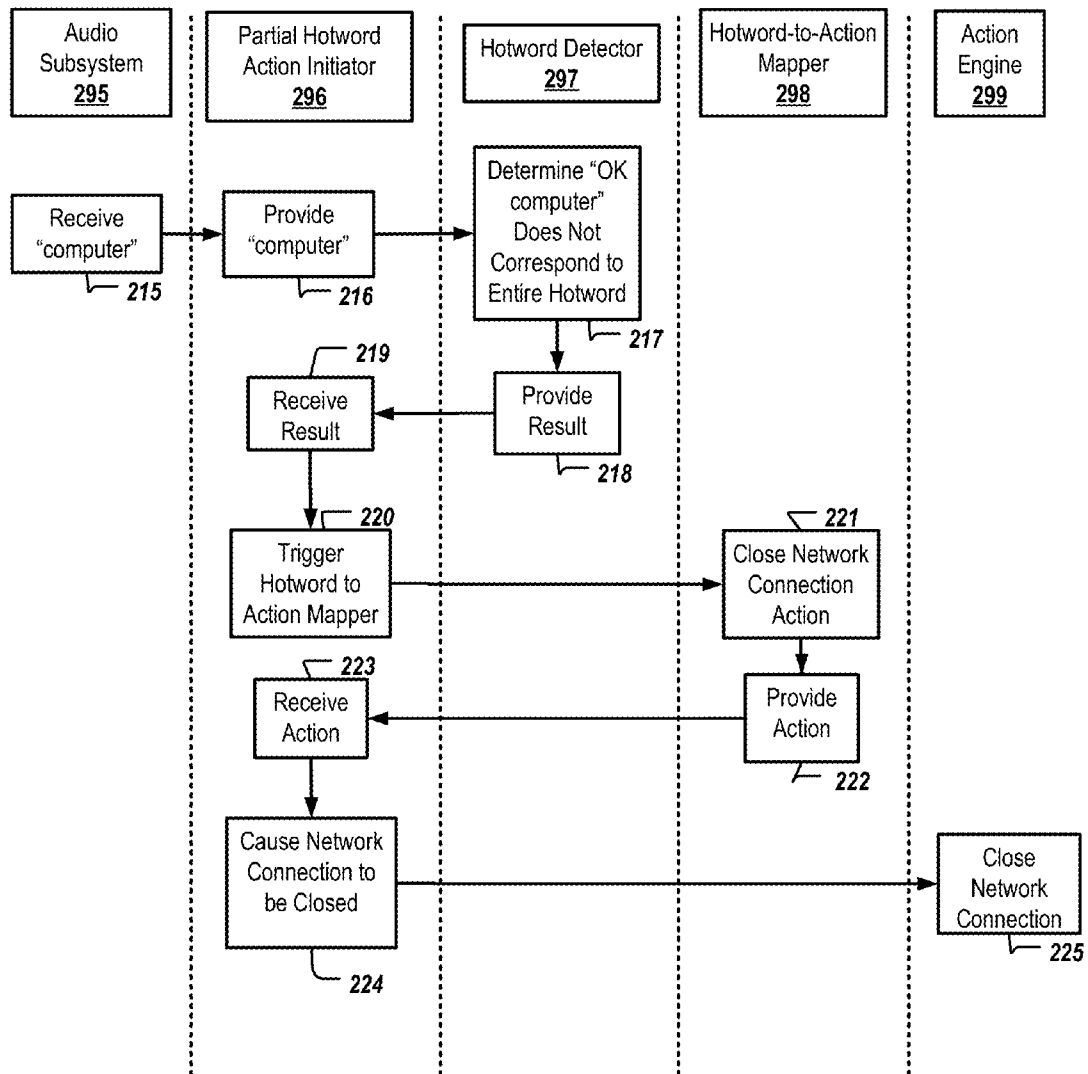 Audio
Subsystem
295
Partial Hotword
Action Initiator
296
Hotword Detector
297
Hotword-to-Action
Mapper
298
Action
Engine
299
Receive
“computer”
215
Provide
“computer”
216
Determine “OK
computer”
Does Not
Correspond to
Entire Hotword
217
Provide
Result
218
219
Receive
Result
220
Trigger
Hotword to
Action Mapper
221
Close Network
Connection
Action
Provide
Action
222
223
Receive
Action
Cause Network
Connection to
be Closed
224
Close
Network
Connection
225